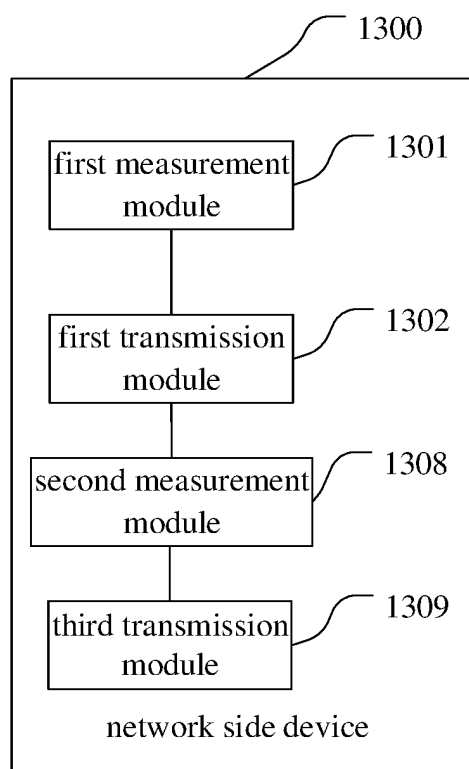 1300
first measurement
module
1301
first transmission
module
1302
second measurement
module
1308
third transmission
module
1309
network side device